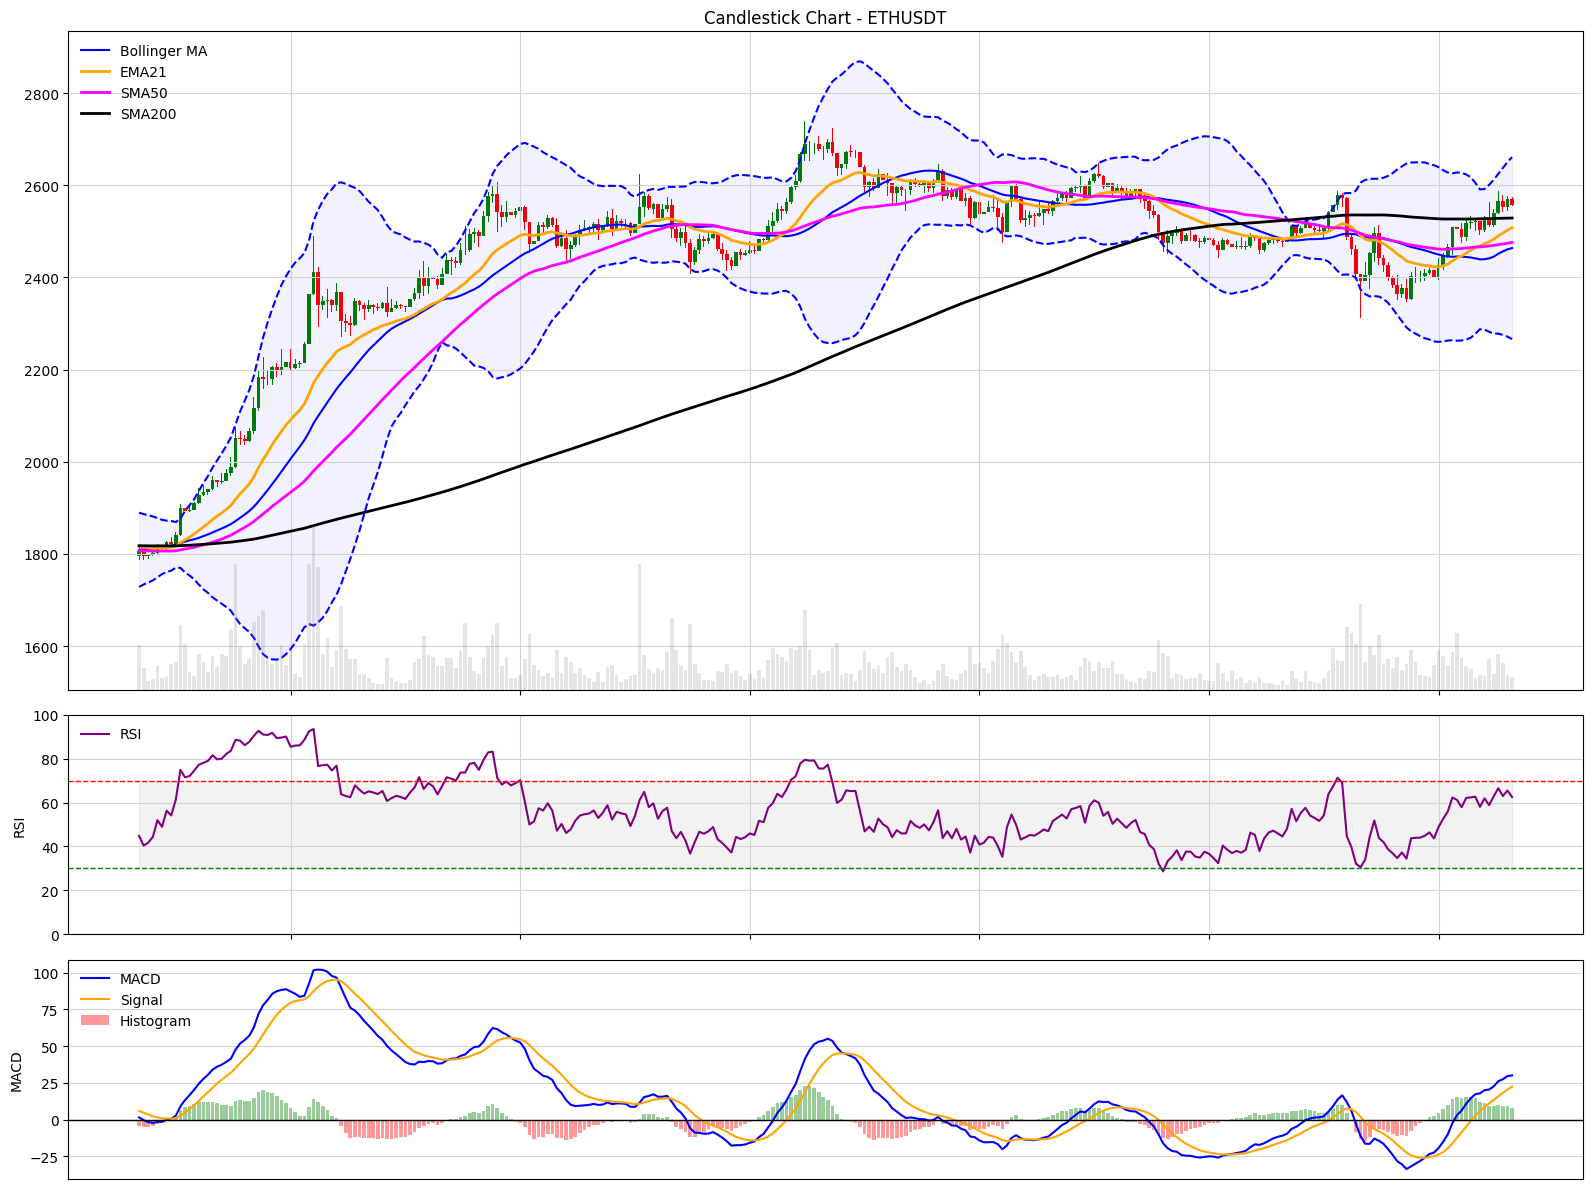 Candlestick Chart - ETHUSDT
Bollinger MA
EMA21
SMA50
SMA200
2800
2600
2400
2200
2000
1800
1600
RSI
100
80
60
40
20
0
RSI
MACD
Signal
Histogram
100
75
50
25
0
−25
MACD